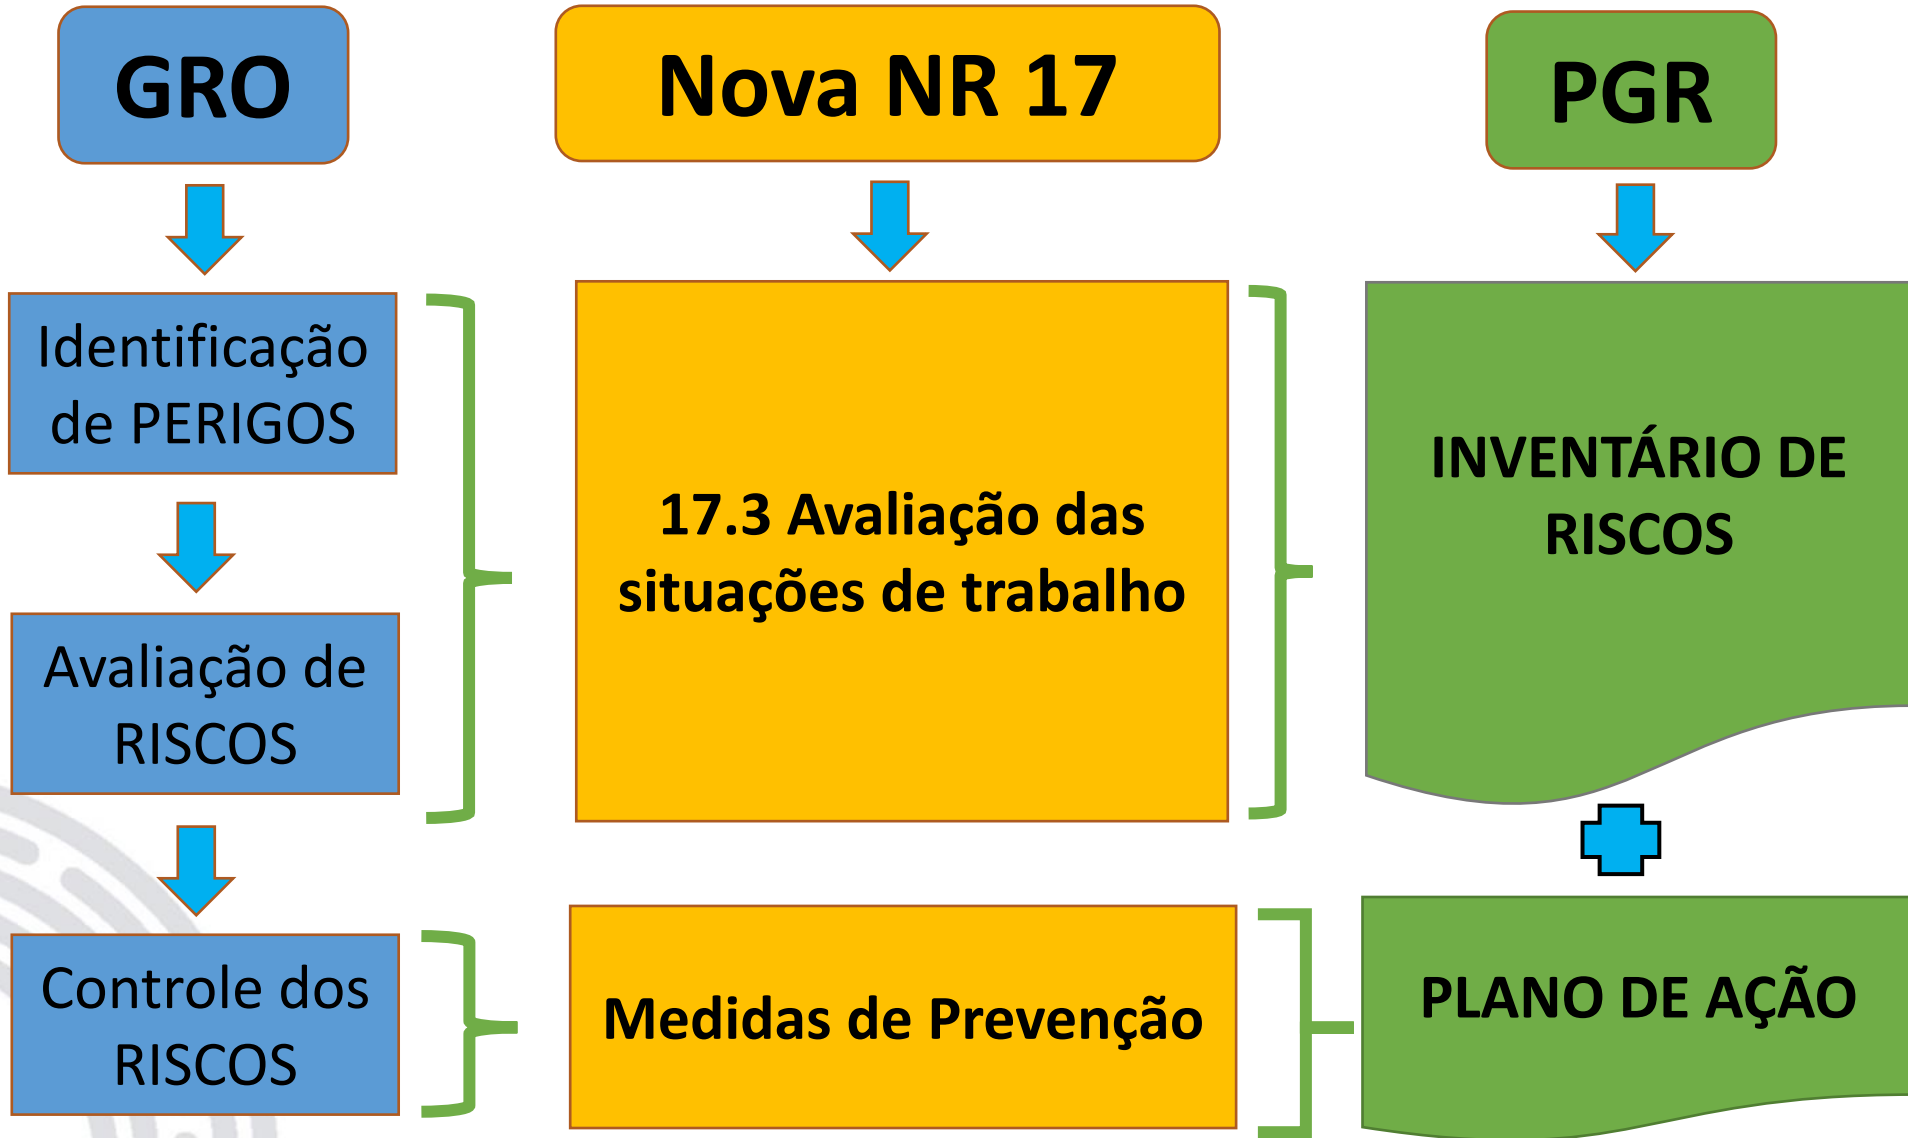 GRO
Nova NR 17
PGR
Identificação
de PERIGOS
Avaliação de
RISCOS
Controle dos
RISCOS
17.3 Avaliação das
situações de trabalho
Medidas de Prevenção
INVENTÁRIO DE
RISCOS
PLANO DE AÇÃO